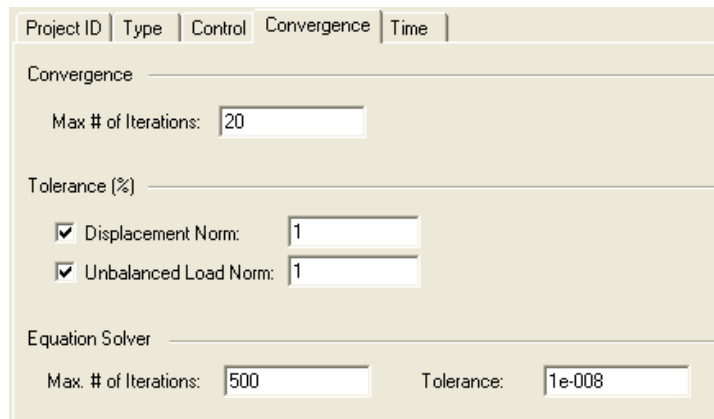 Project ID Type Control Convergence Time
Convergence
Max # of Iterations: 20
Tolerance (%)
Displacement Norm: 1
Unbalanced Load Norm: 1
Equation Solver
Max. # of Iterations: 500 Tolerance: 1e-008